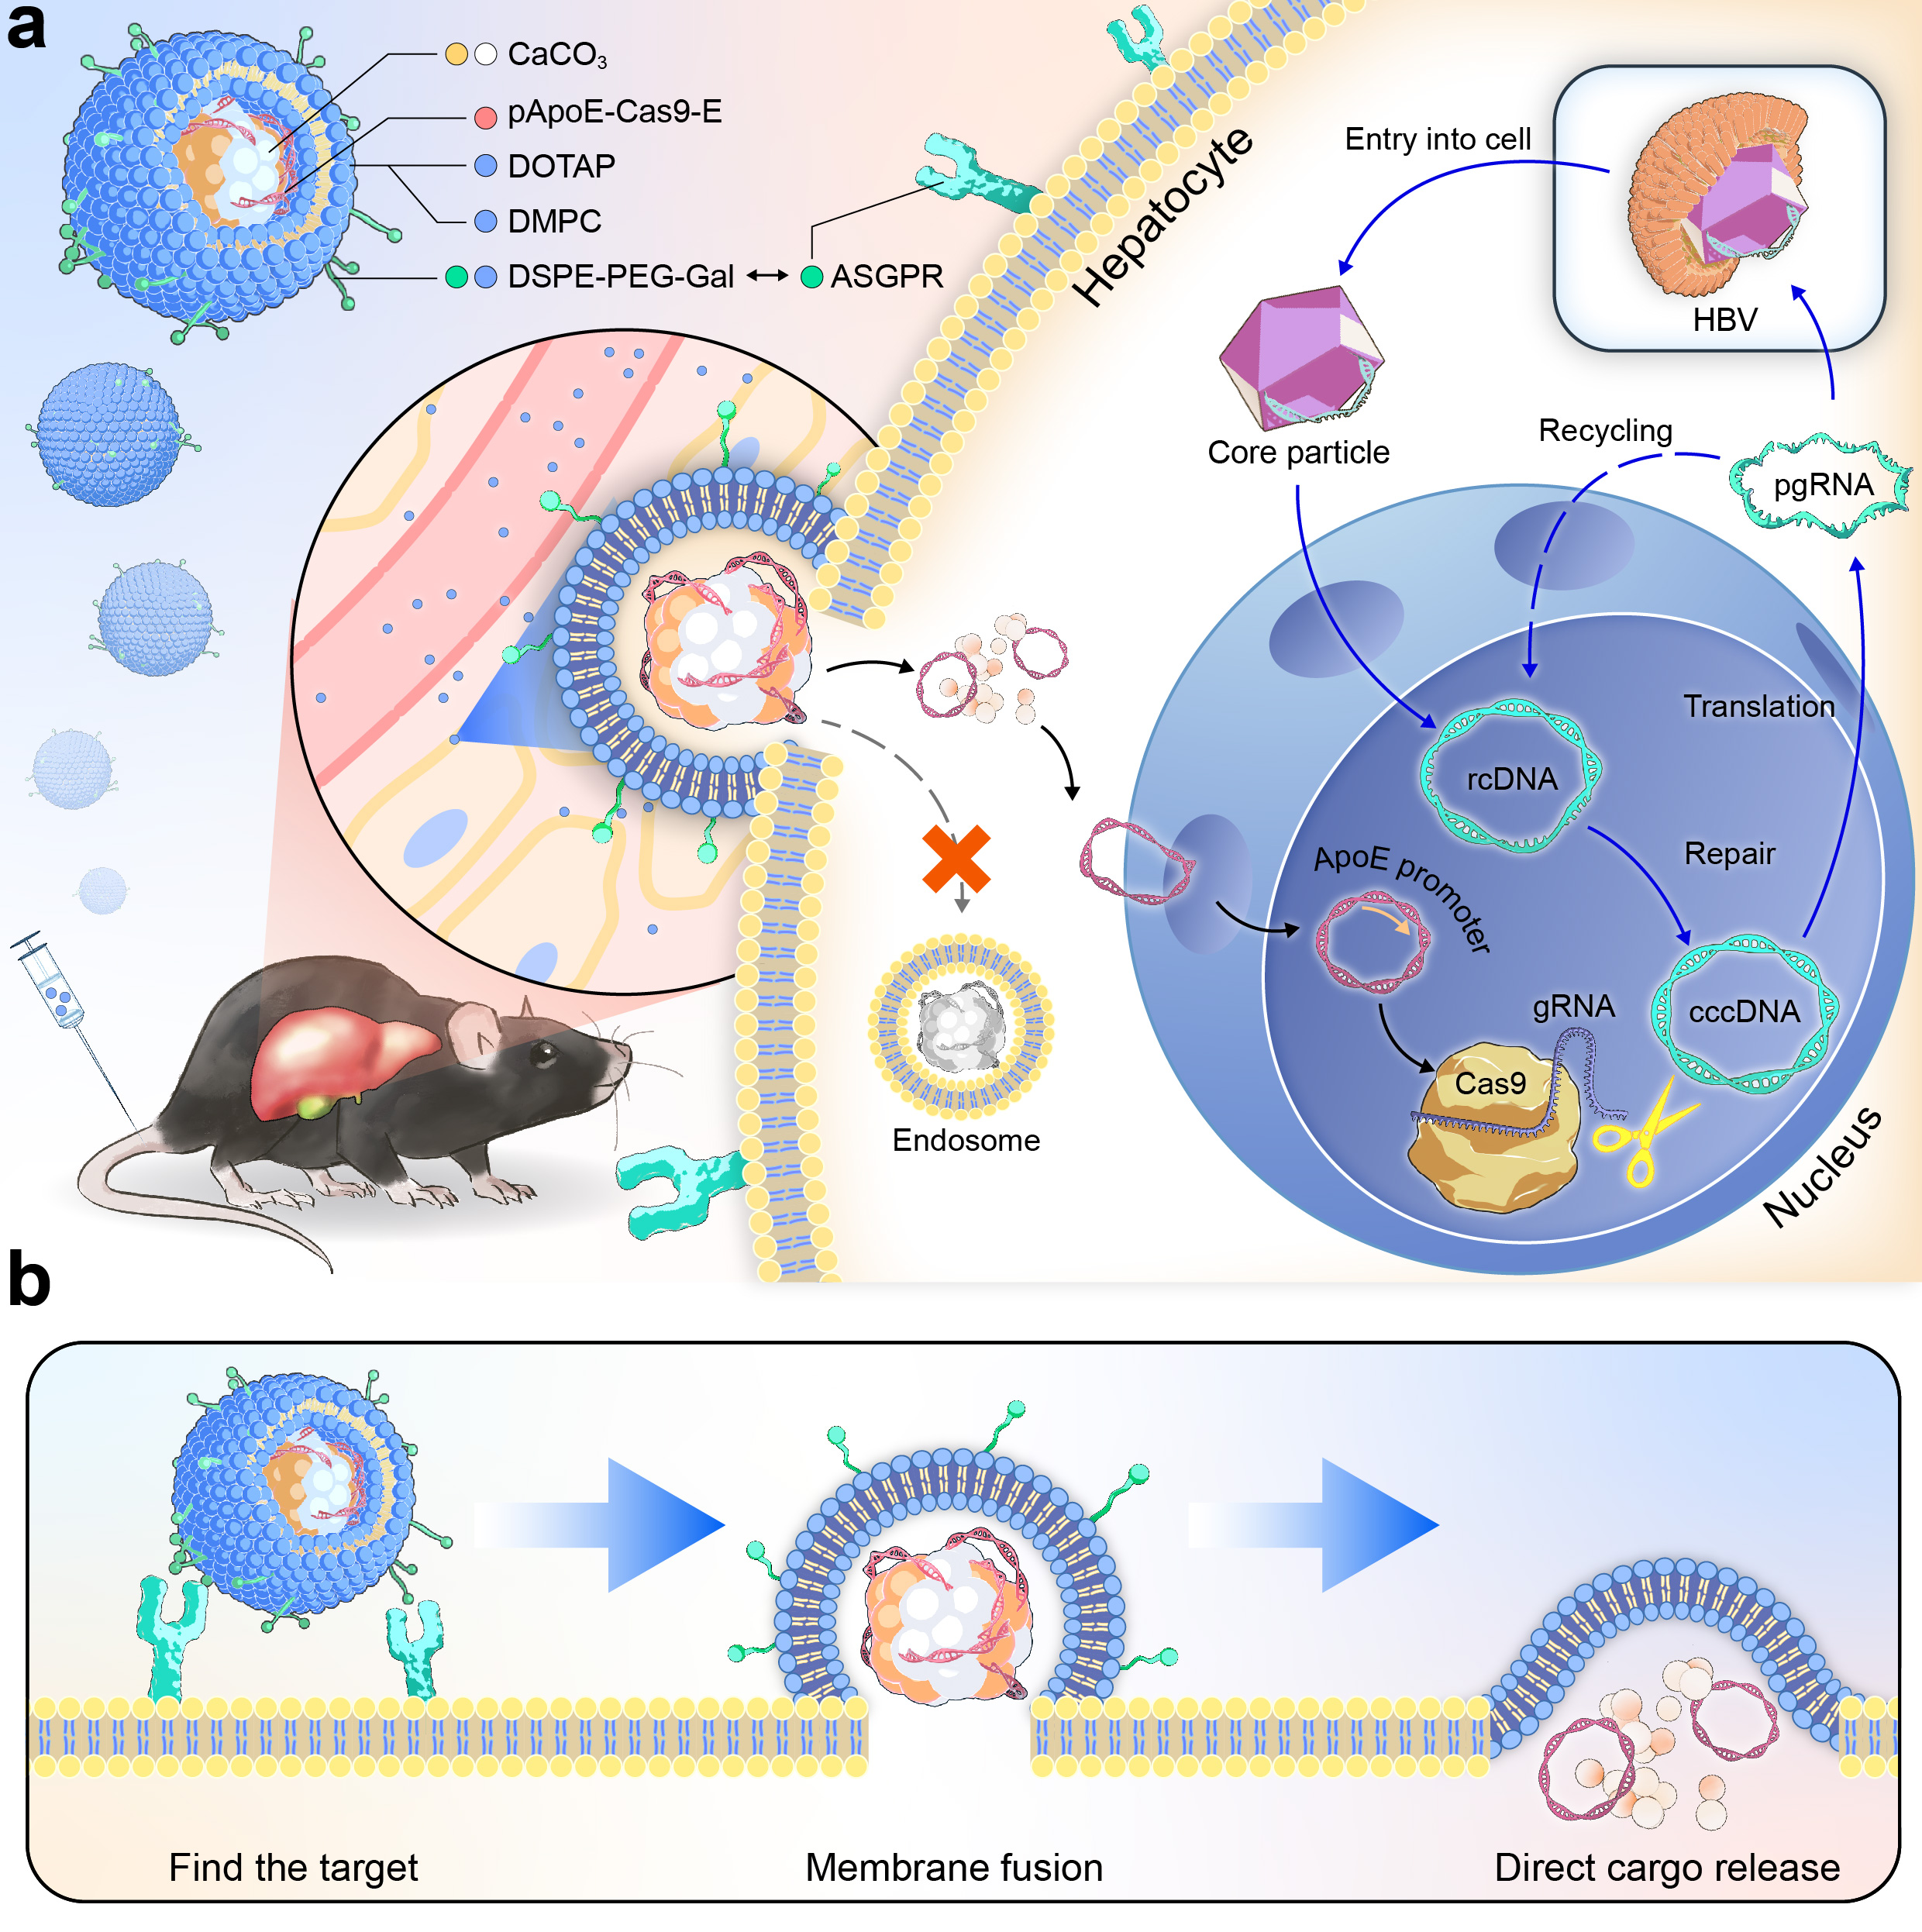 a
CaCO₃
pApoE-Cas9-E
DOTAP
DMPC
DSPE-PEG-Gal
ASGPR
Hepatocyte
Entry into cell
HBV
Core particle
Recycling
pgRNA
Translation
rcDNA
Repair
ApoE promoter
cccDNA
gRNA
Cas9
Nucleus
Endosome
b
Find the target
Membrane fusion
Direct cargo release